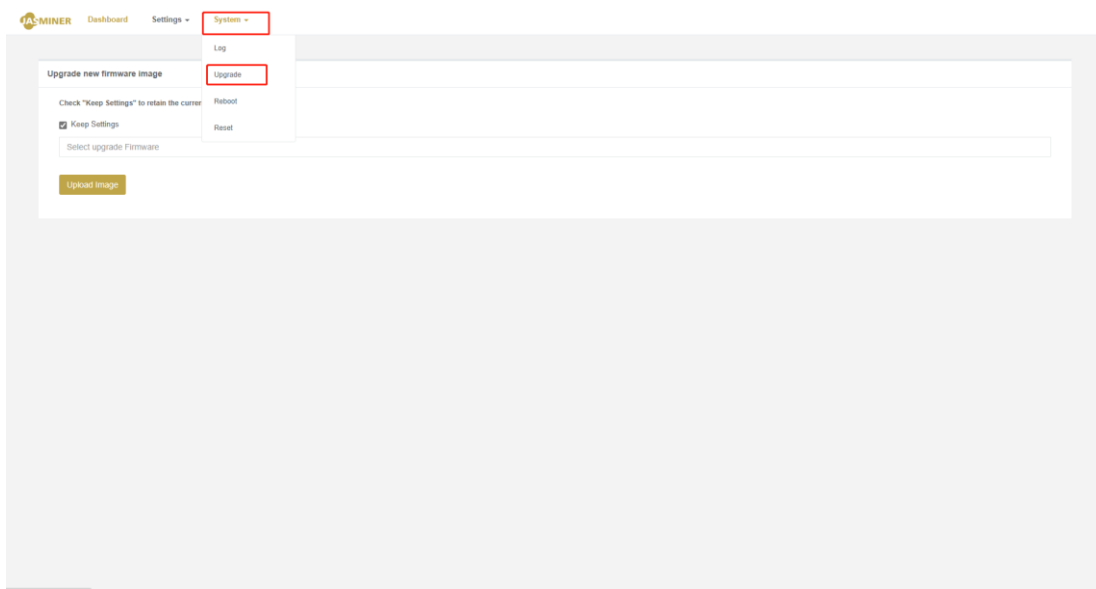 JASMINER Dashboard Settings System
Log
Upgrade new firmware image
Upgrade
Check "Keep Settings" to retain the curren
Reboot
Keep Settings
Reset
Select upgrade Firmware
Upload Image